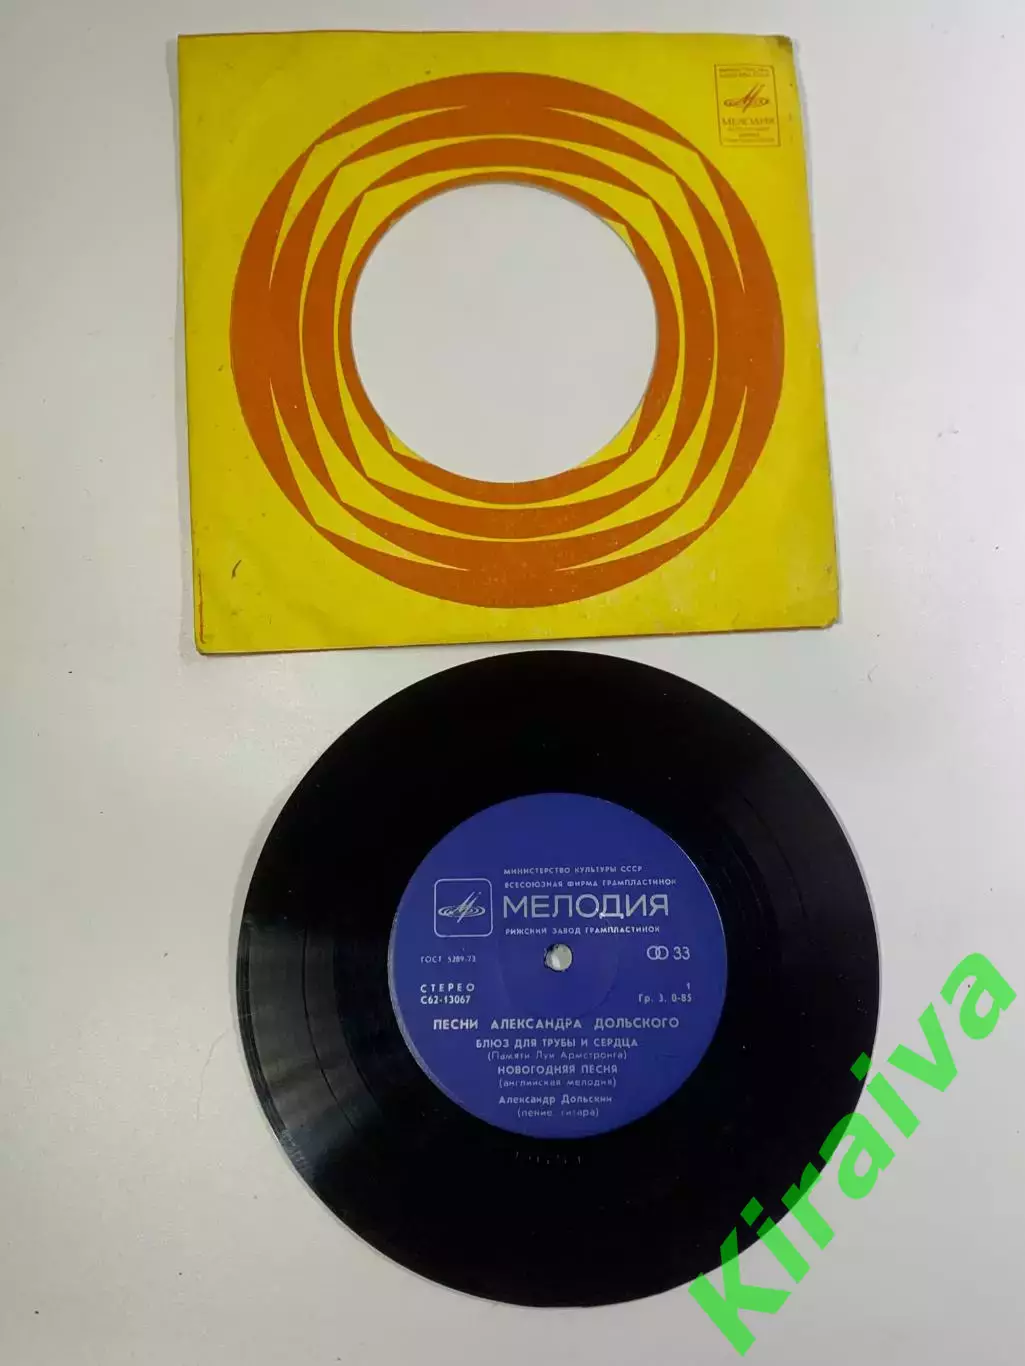 МЕЛОДИЯ
МИНИСТЕРСТВО КУЛЬТУРЫ СССР
ВСЕСОЮЗНАЯ ФИРМА ГРАМПЛАСТИНОК
МЕЛОДИЯ
РИЖСКИЙ ЗАВОД ГРАМПЛАСТИНОК
ГОСТ 5289-73
33
СТЕРЕО
1
С62-13067
Гр. 3. 0-85
ПЕСНИ АЛЕКСАНДРА ДОЛЬСКОГО
БЛЮЗ ДЛЯ ТРУБЫ И СЕРДЦА
(Памяти Луи Армстронга)
НОВОГОДНЯЯ ПЕСНЯ
(английская мелодия)
Александр Дольский
(пение, гитара)
Kiraiva